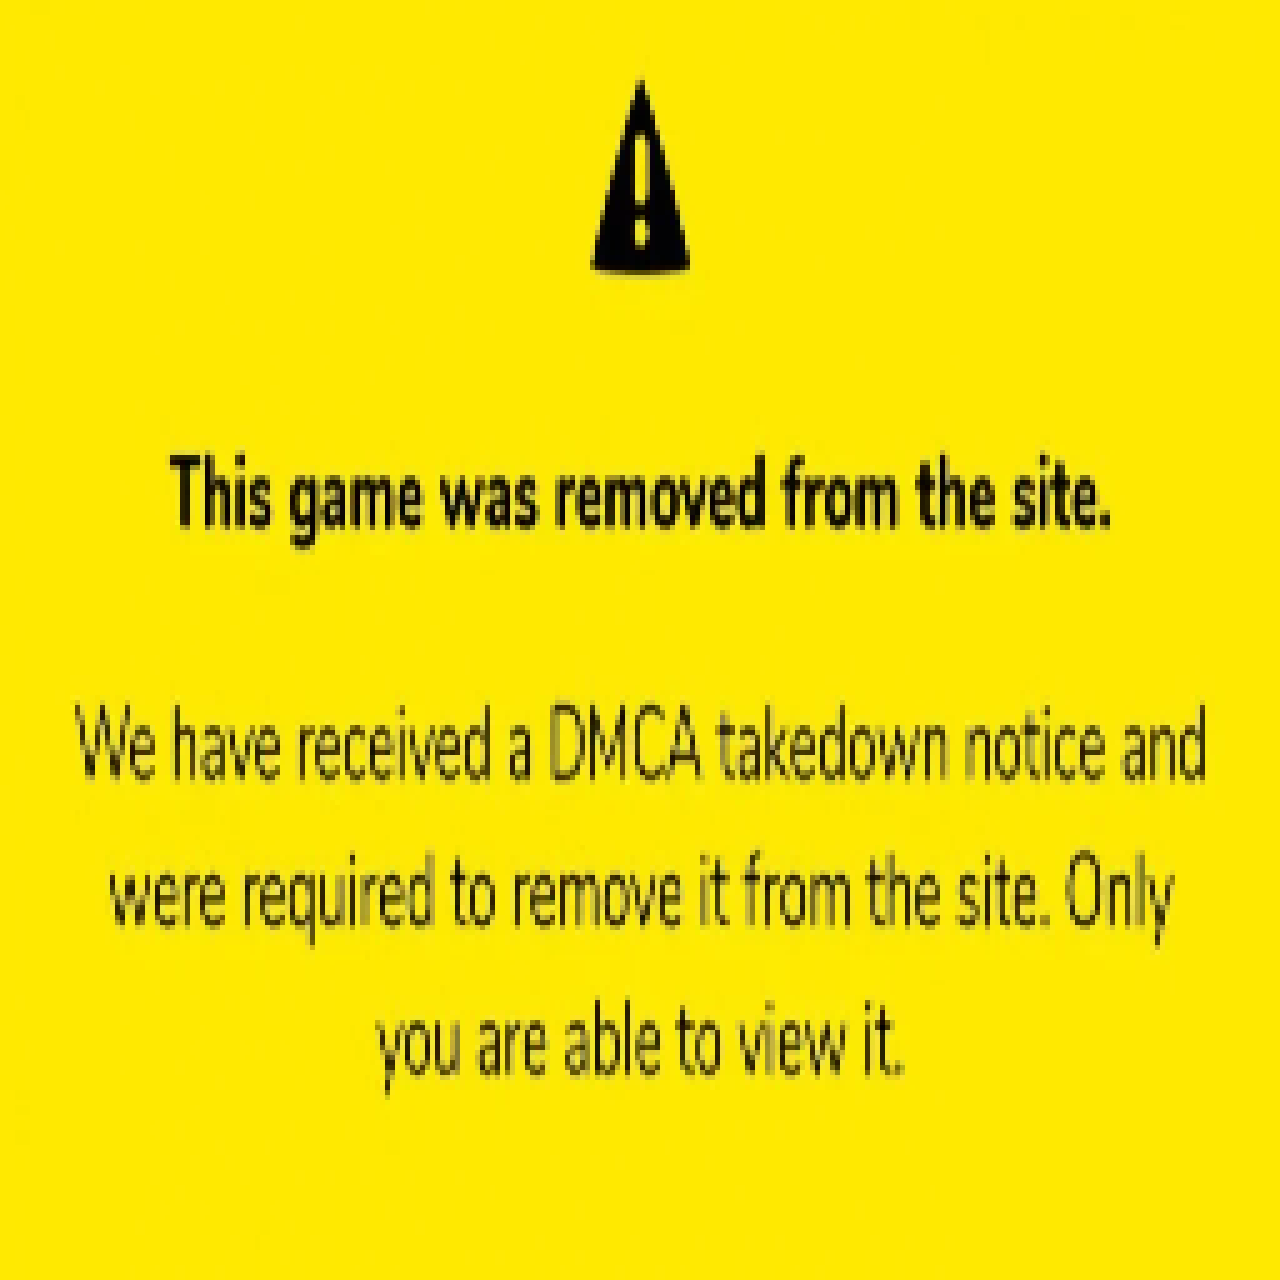 This game was removed from the site.
We have received a DMCA takedown notice and
were required to remove it from the site. Only
you are able to view it.